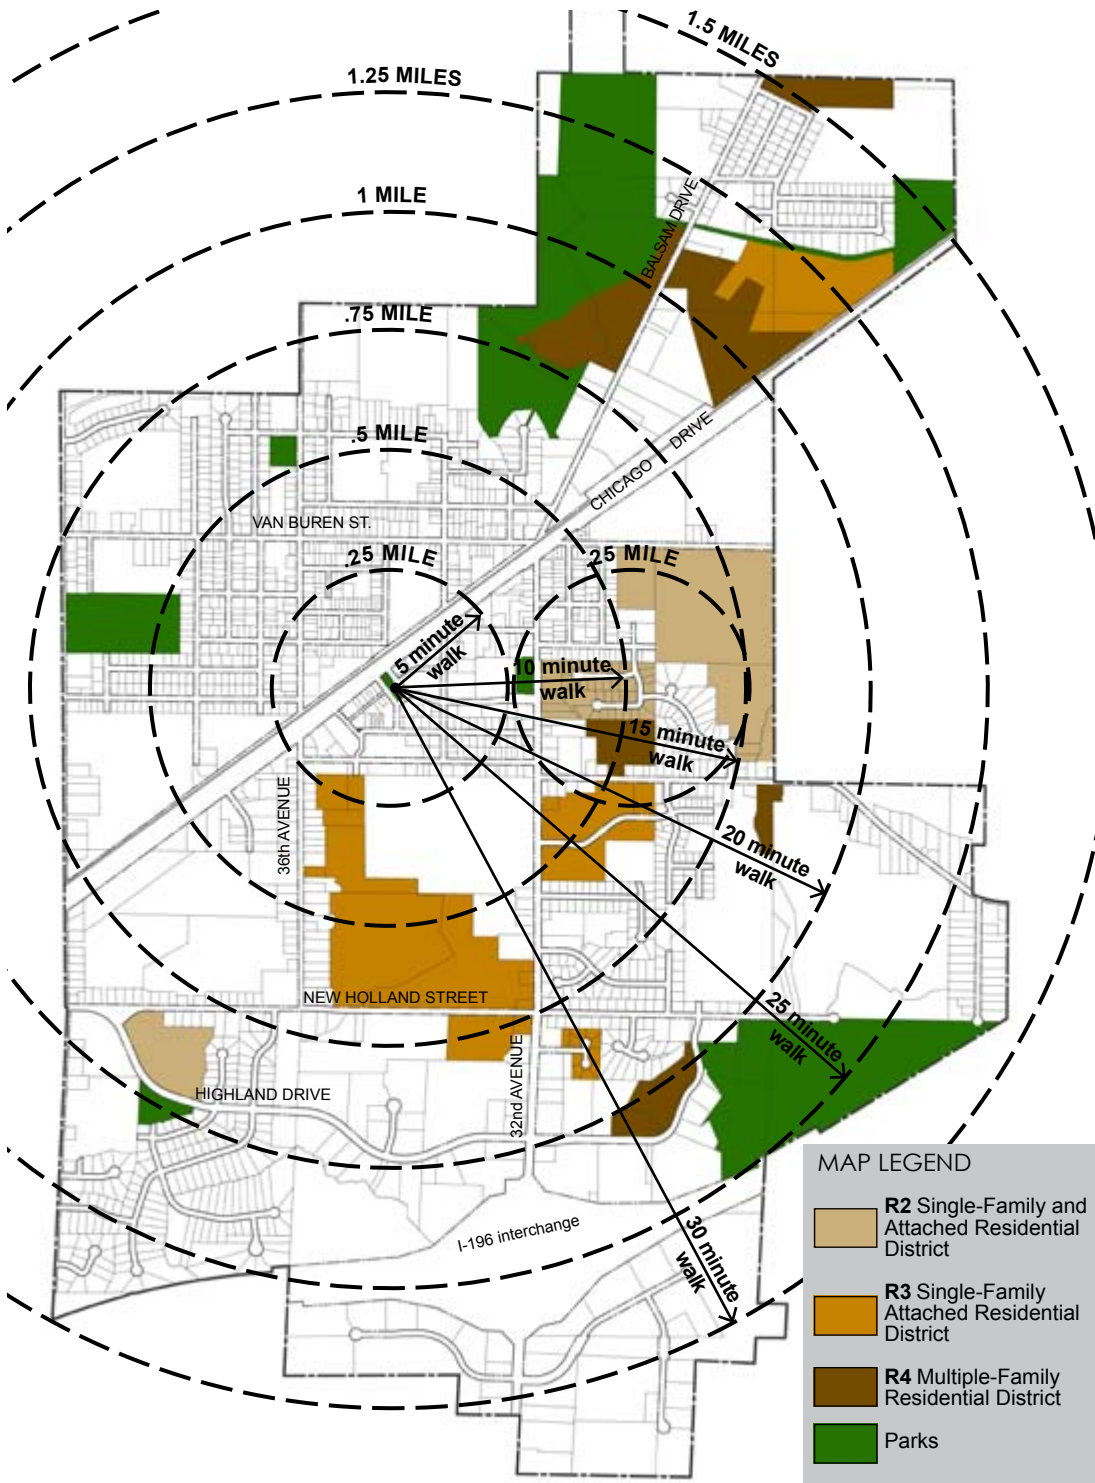 1.5 MILES
1.25 MILES
1 MILE
.75 MILE
.5 MILE
.25 MILE
.25 MILE
BALSAM DRIVE
CHICAGO DRIVE
VAN BUREN ST.
5 minute
walk
10 minute
walk
15 minute
walk
20 minute
walk
25 minute
walk
30 minute
walk
36th AVENUE
NEW HOLLAND STREET
HIGHLAND DRIVE
32nd AVENUE
I-196 interchange
MAP LEGEND
R2 Single-Family and
Attached Residential
District
R3 Single-Family
Attached Residential
District
R4 Multiple-Family
Residential District
Parks